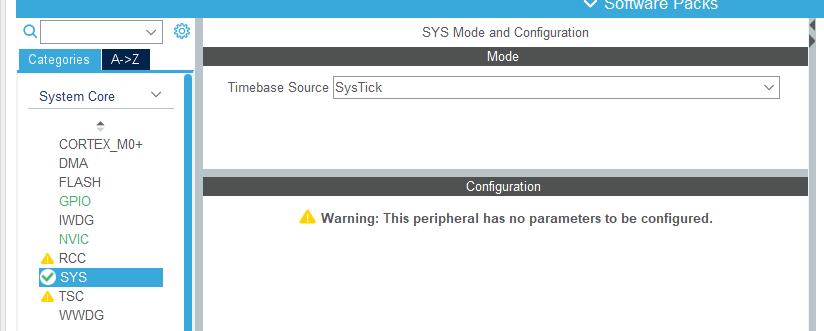 Software Packs
SYS Mode and Configuration
Categories
A->Z
Mode
System Core
Timebase Source
SysTick
CORTEX_M0+
DMA
FLASH
GPIO
IWDG
NVIC
RCC
SYS
TSC
WWDG
Configuration
Warning: This peripheral has no parameters to be configured.